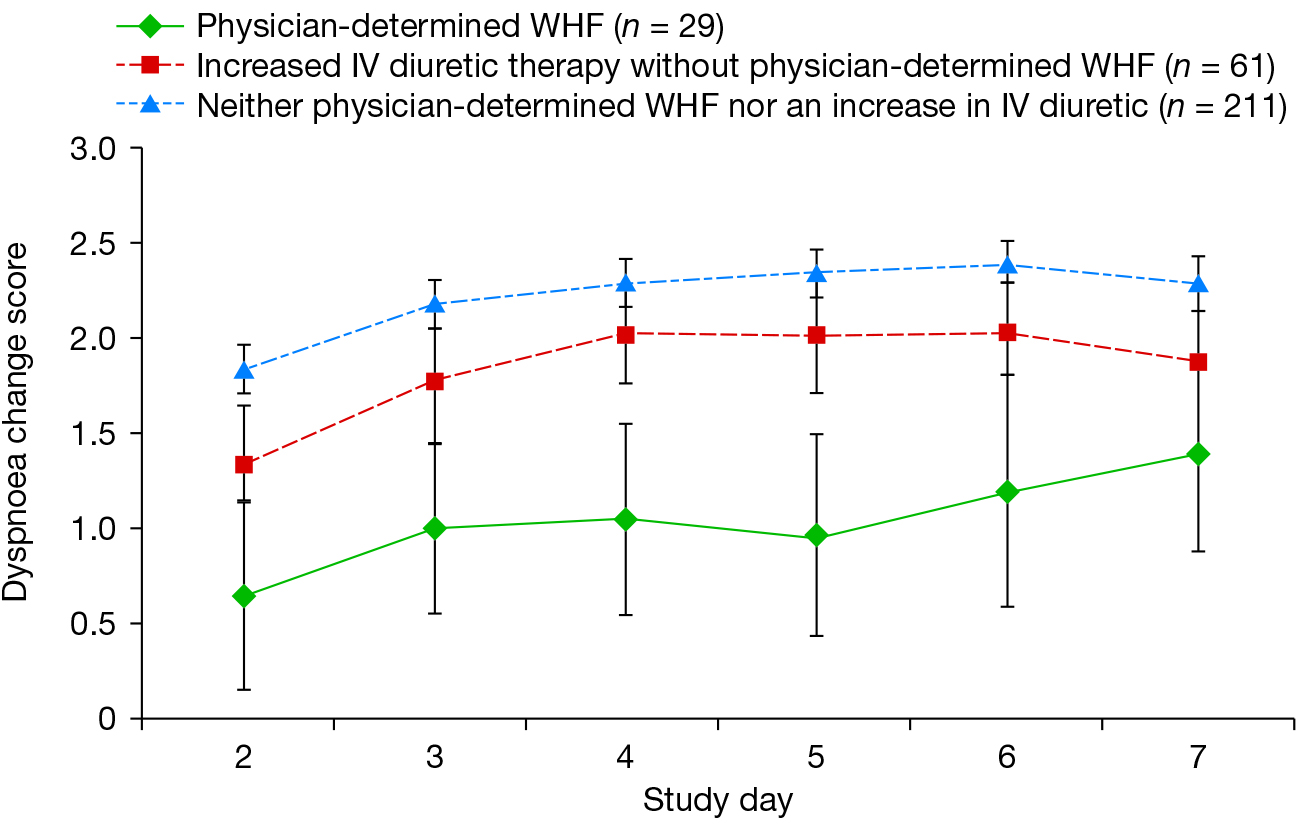 Physician-determined WHF (n = 29)
Increased IV diuretic therapy without physician-determined WHF (n = 61)
Neither physician-determined WHF nor an increase in IV diuretic (n = 211)
3.0
2.5
2.0
1.5
1.0
0.5
0
Dyspnoea change score
2 3 4 5 6 7
Study day